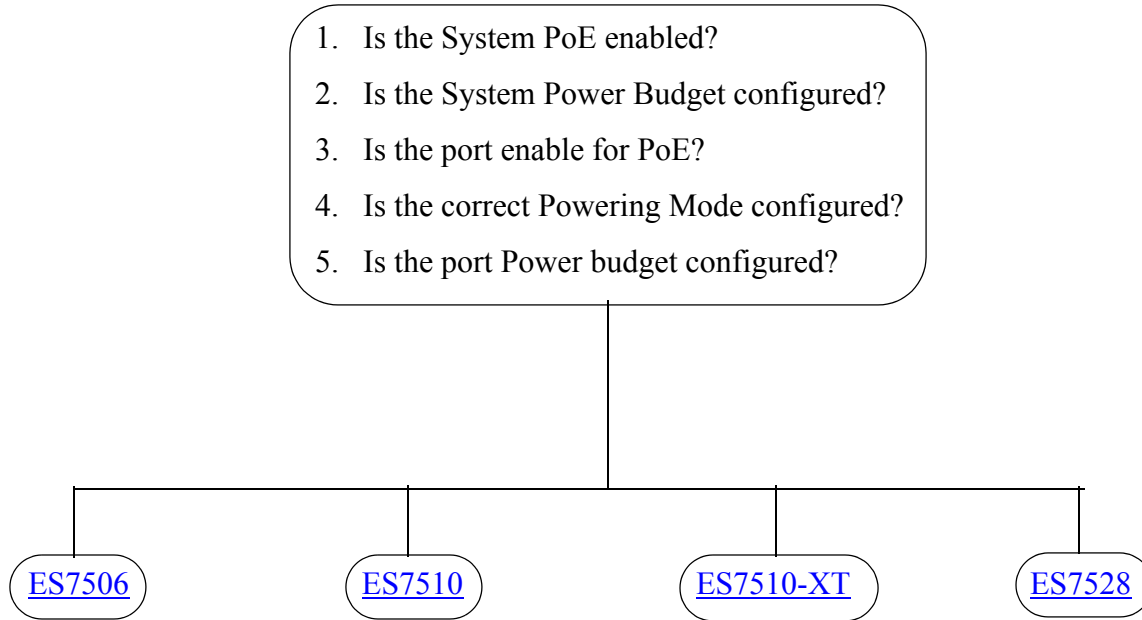 1. Is the System PoE enabled?
2. Is the System Power Budget configured?
3. Is the port enable for PoE?
4. Is the correct Powering Mode configured?
5. Is the port Power budget configured?
ES7506
ES7510
ES7510-XT
ES7528